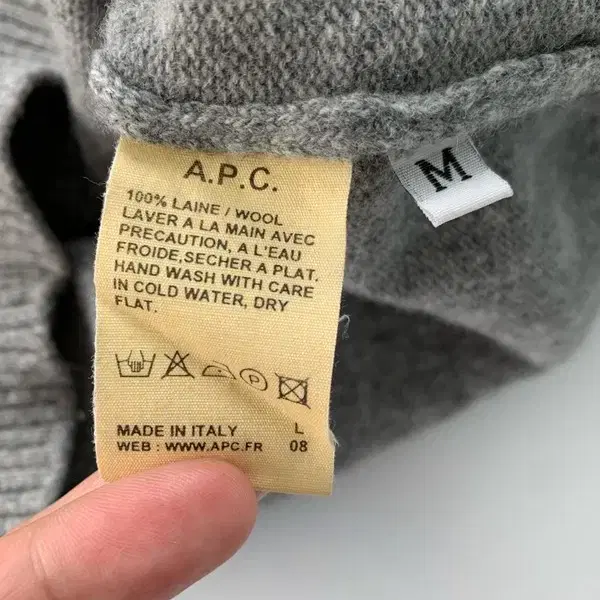 A.P.C.
100% LAINE / WOOL
LAVER A LA MAIN AVEC
PRECAUTION, A L'EAU
FROIDE,SECHER A PLAT.
HAND WASH WITH CARE
IN COLD WATER, DRY
FLAT.
P
MADE IN ITALY L
WEB : WWW.APC.FR 08
M